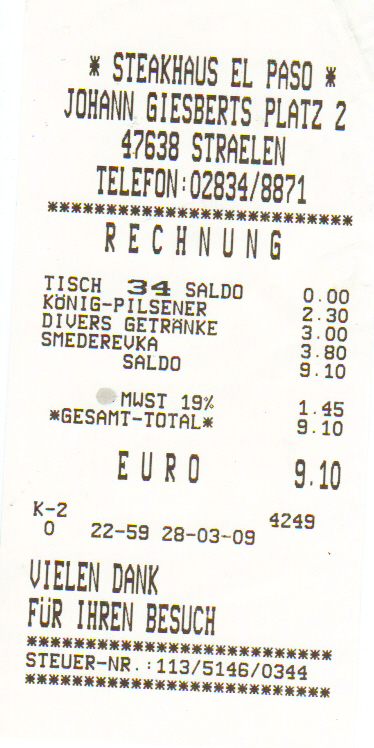 * STEAKHAUS EL PASO *
JOHANN GIESBERTS PLATZ 2
47638 STRAELEN
TELEFON:02834/8871
**************************
RECHNUNG
TISCH 34 SALDO 0.00
KÖNIG-PILSENER 2.30
DIVERS GETRÄNKE 3.00
SMEDEREVKA 3.80
SALDO 9.10
MWST 19% 1.45
*GESAMT-TOTAL* 9.10
EURO 9.10
K-2 4249
0 22-59 28-03-09
VIELEN DANK
FÜR IHREN BESUCH
**************************
STEUER-NR.:113/5146/0344
**************************